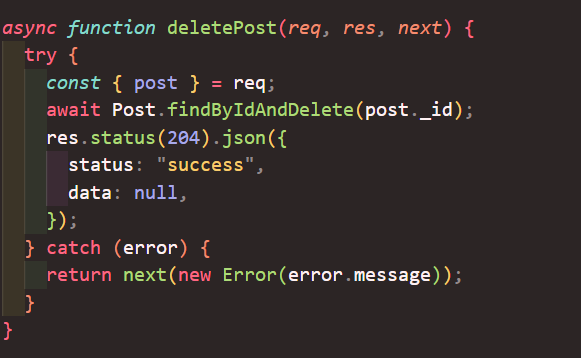 async function deletePost(req, res, next) {
  try {
    const { post } = req;
    await Post.findByIdAndDelete(post._id);
    res.status(204).json({
      status: "success",
      data: null,
    });
  } catch (error) {
    return next(new Error(error.message));
  }
}